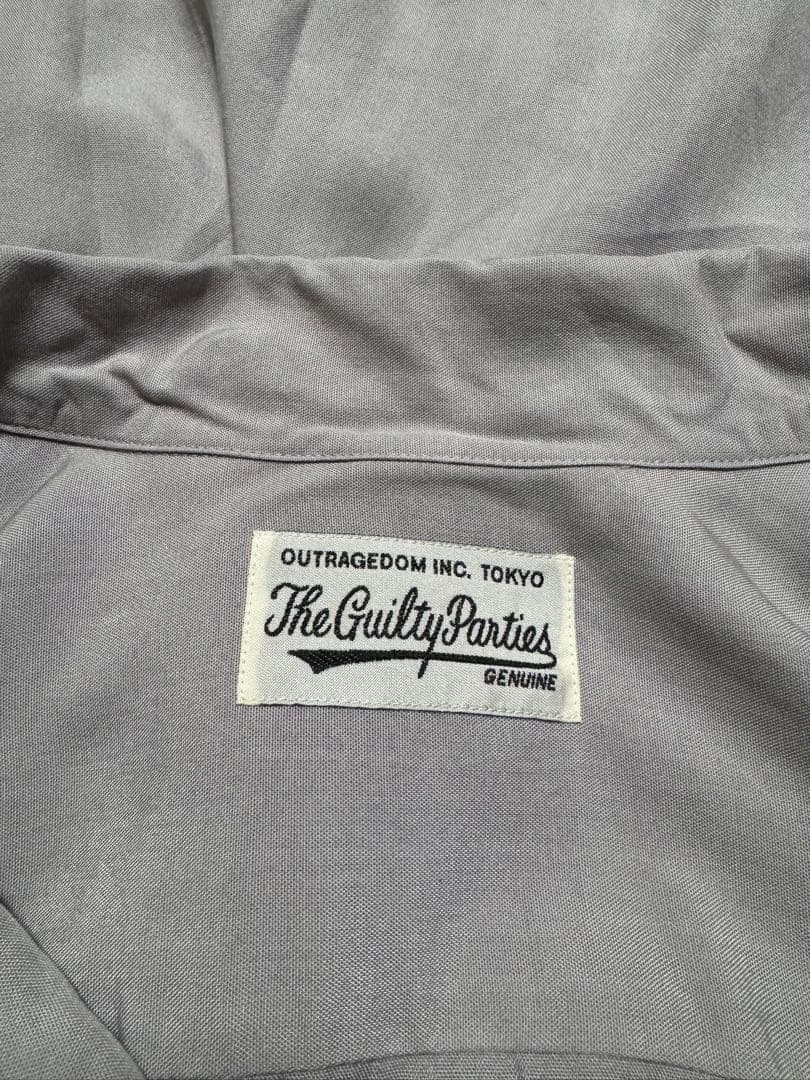 OUTRAGEDOM INC. TOKYO
The Guilty Parties
GENUINE